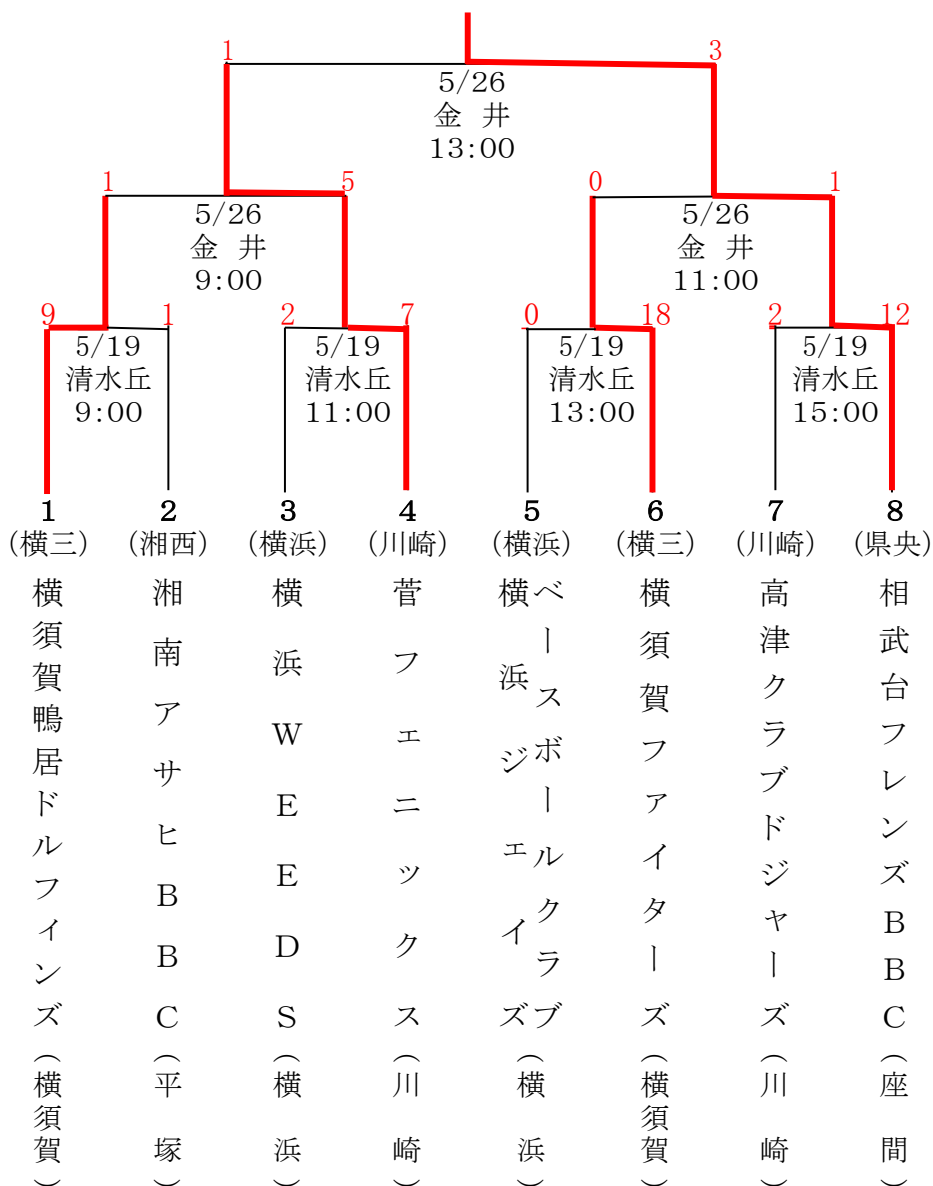 1 3
5/26
金 井
13:00
1 5 0 1
5/26 5/26
金 井 金 井
9:00 11:00
9 1 2 7 0 18 2 12
5/19 5/19 5/19 5/19
清水丘 清水丘 清水丘 清水丘
9:00 11:00 13:00 15:00
1 2 3 4 5 6 7 8
(横三) (湘西) (横浜) (川崎) (横浜) (横三) (川崎) (県央)
横須賀鴨居ドルフィンズ(横須賀)
湘南アサヒBBC(平塚)
横浜WEEDS(横浜)
菅フェニックス(川崎)
横浜ジェイズ
ベースボールクラブ
(横浜)
横須賀ファイターズ(横須賀)
高津クラブドジャーズ(川崎)
相武台フレンズBBC(座間)